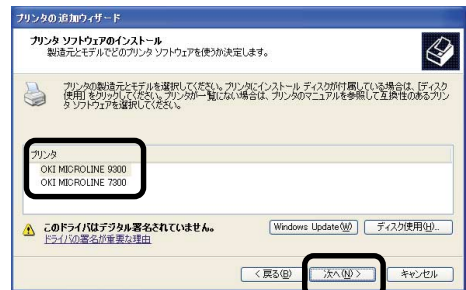 プリンタの追加ウィザード
プリンタ ソフトウェアのインストール
製造元とモデルでどのプリンタ ソフトウェアを使うか決定します。
プリンタの製造元とモデルを選択してください。プリンタにインストール ディスクが付属している場合は、[ディスク
使用] をクリックしてください。プリンタが一覧にない場合は、プリンタのマニュアルを参照して互換性のあるプリン
タ ソフトウェアを選択してください。
プリンタ
OKI MICROLINE 9300
OKI MICROLINE 7300
このドライバはデジタル署名されていません。
ドライバの署名が重要な理由
Windows Update(W)
ディスク使用(H)...
< 戻る(B)
次へ(N) >
キャンセル